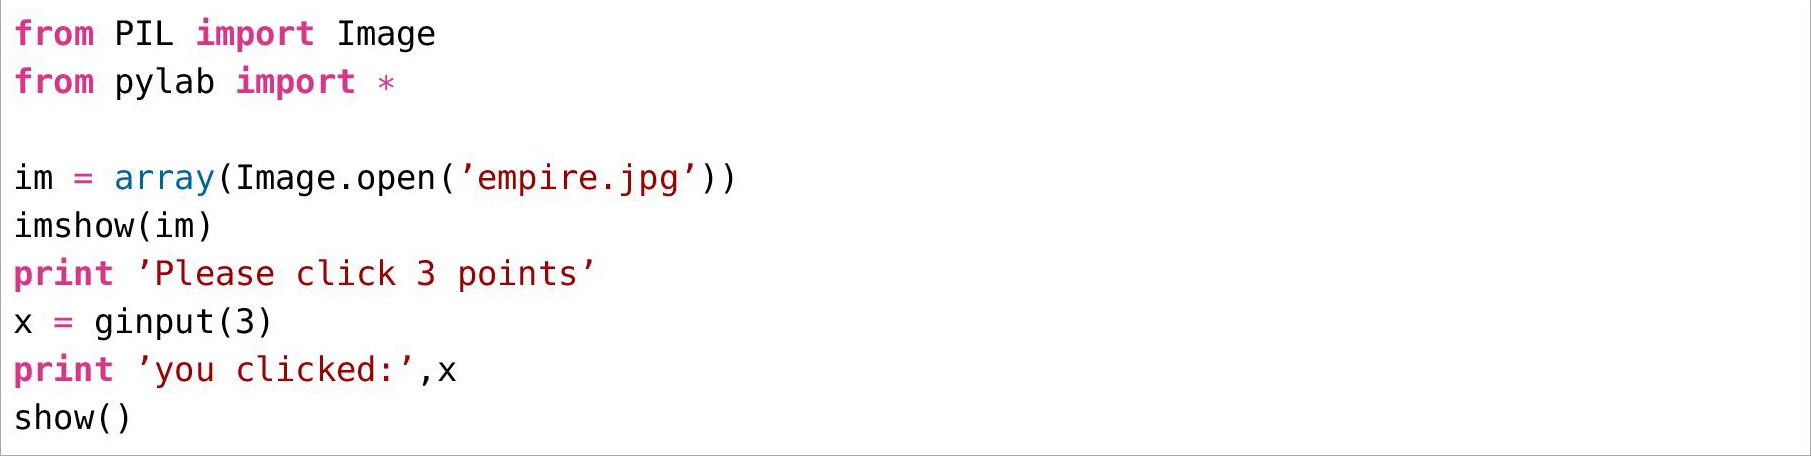 from PIL import Image
from pylab import *
im = array(Image.open(’empire.jpg’))
imshow(im)
print ’Please click 3 points’
x = ginput(3)
print ’you clicked:’,x
show()